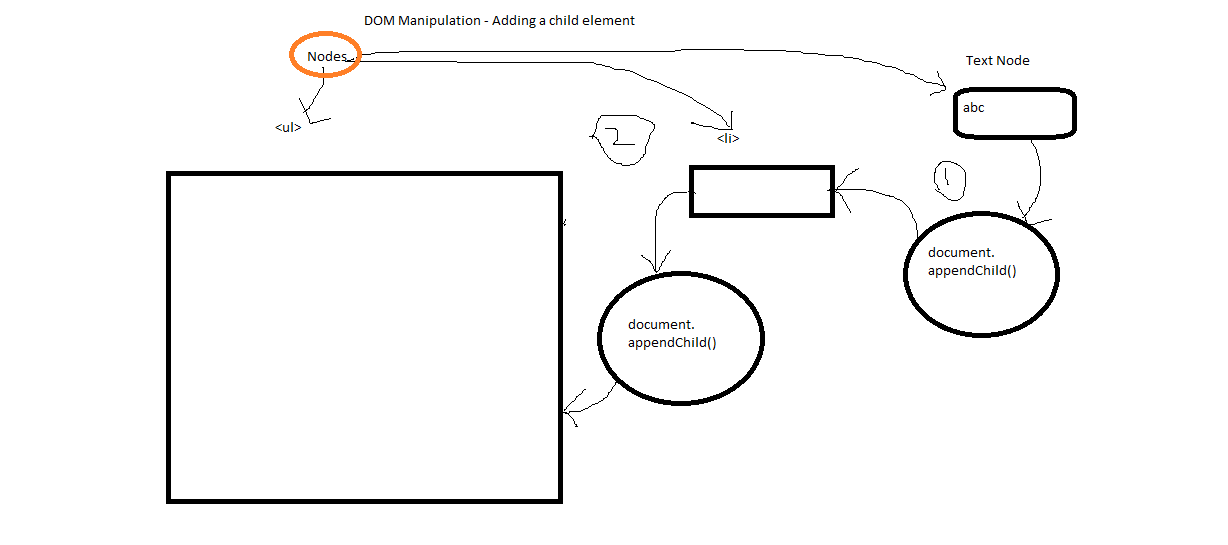 DOM Manipulation - Adding a child element
Nodes
Text Node
abc
<ul>
<li>
2
1
document.
appendChild()
document.
appendChild()